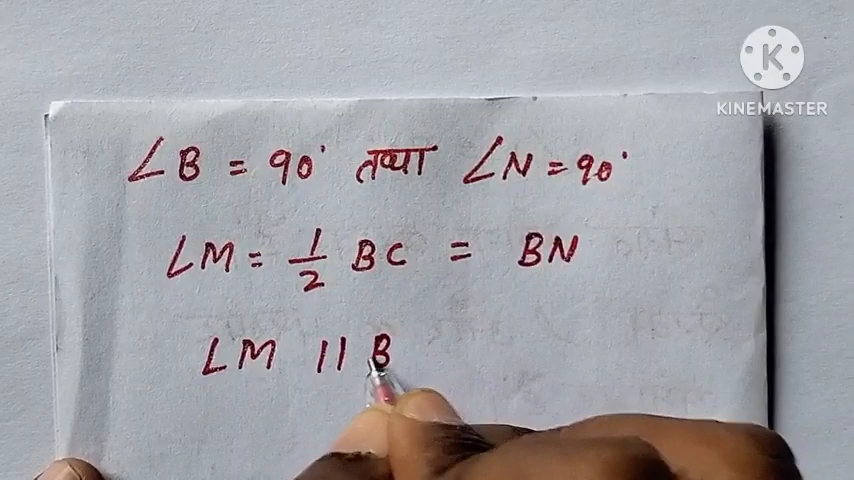 K
KINEMASTER
∠B = 90° तथा ∠N = 90°
LM = 1/2 BC = BN
LM || B